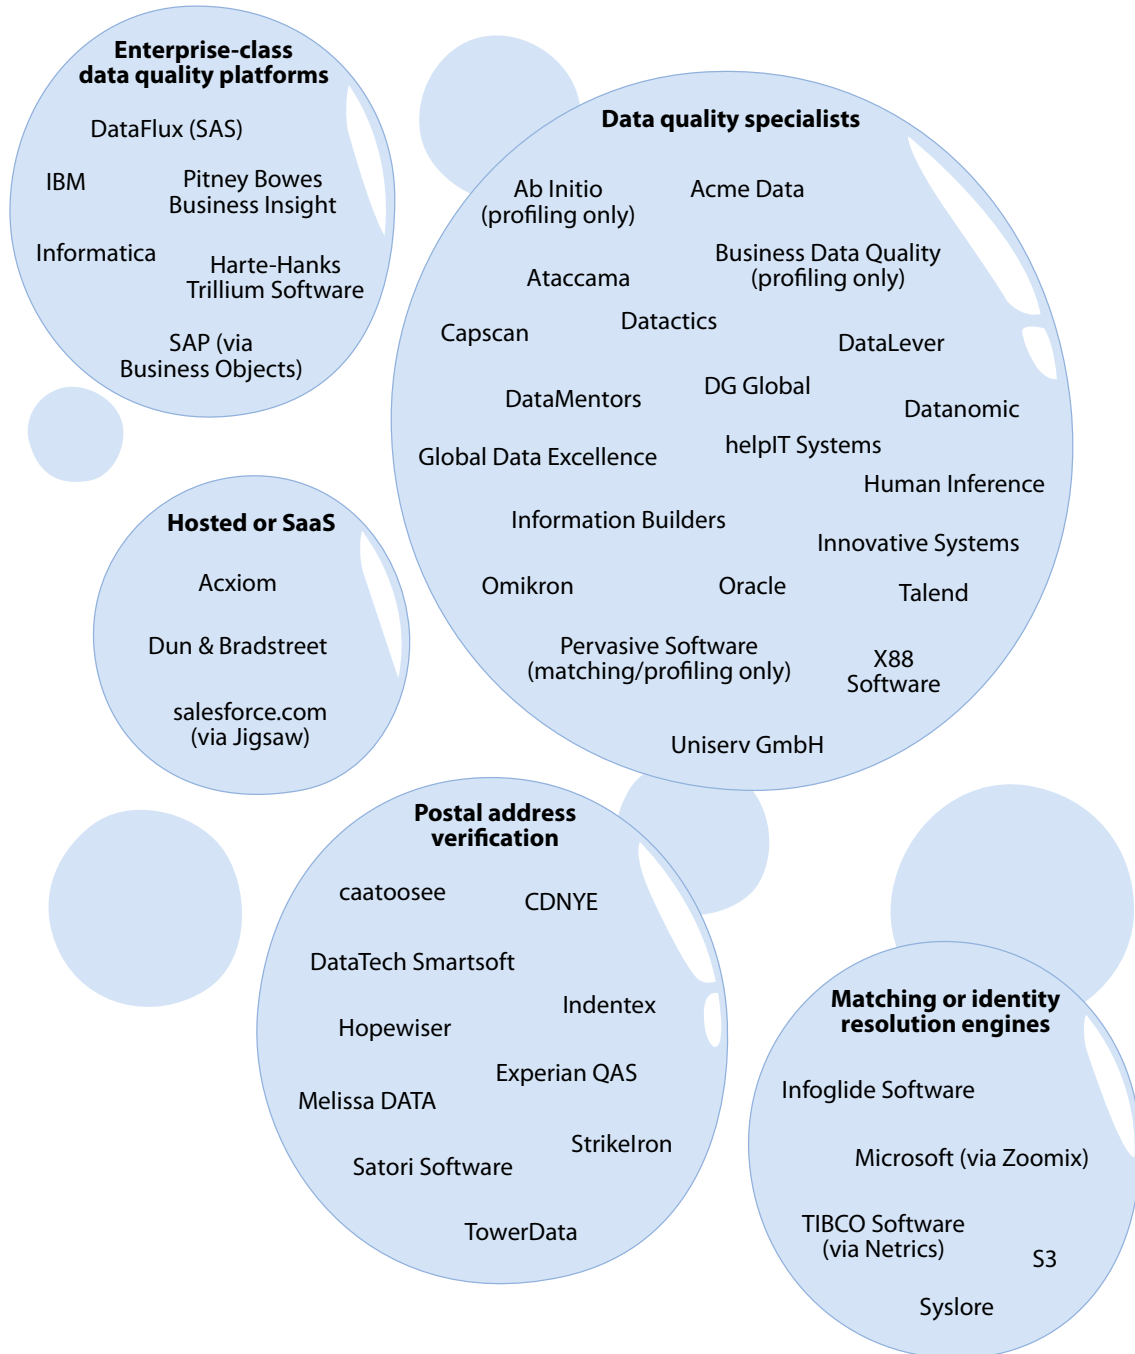 Enterprise-class
data quality platforms
DataFlux (SAS)
IBM
Pitney Bowes
Business Insight
Informatica
Harte-Hanks
Trillium Software
SAP (via
Business Objects)
Data quality specialists
Ab Initio
(profiling only)
Acme Data
Business Data Quality
(profiling only)
Ataccama
Datactics
Capscan
DataLever
DG Global
DataMentors
Datanomic
helpIT Systems
Global Data Excellence
Human Inference
Information Builders
Innovative Systems
Omikron
Oracle
Talend
Pervasive Software
(matching/profiling only)
X88
Software
Uniserv GmbH
Hosted or SaaS
Acxiom
Dun & Bradstreet
salesforce.com
(via Jigsaw)
Postal address
verification
caatoosee
CDNYE
DataTech Smartsoft
Indentex
Hopewiser
Experian QAS
Melissa DATA
StrikeIron
Satori Software
TowerData
Matching or identity
resolution engines
Infoglide Software
Microsoft (via Zoomix)
TIBCO Software
(via Netrics)
S3
Syslore